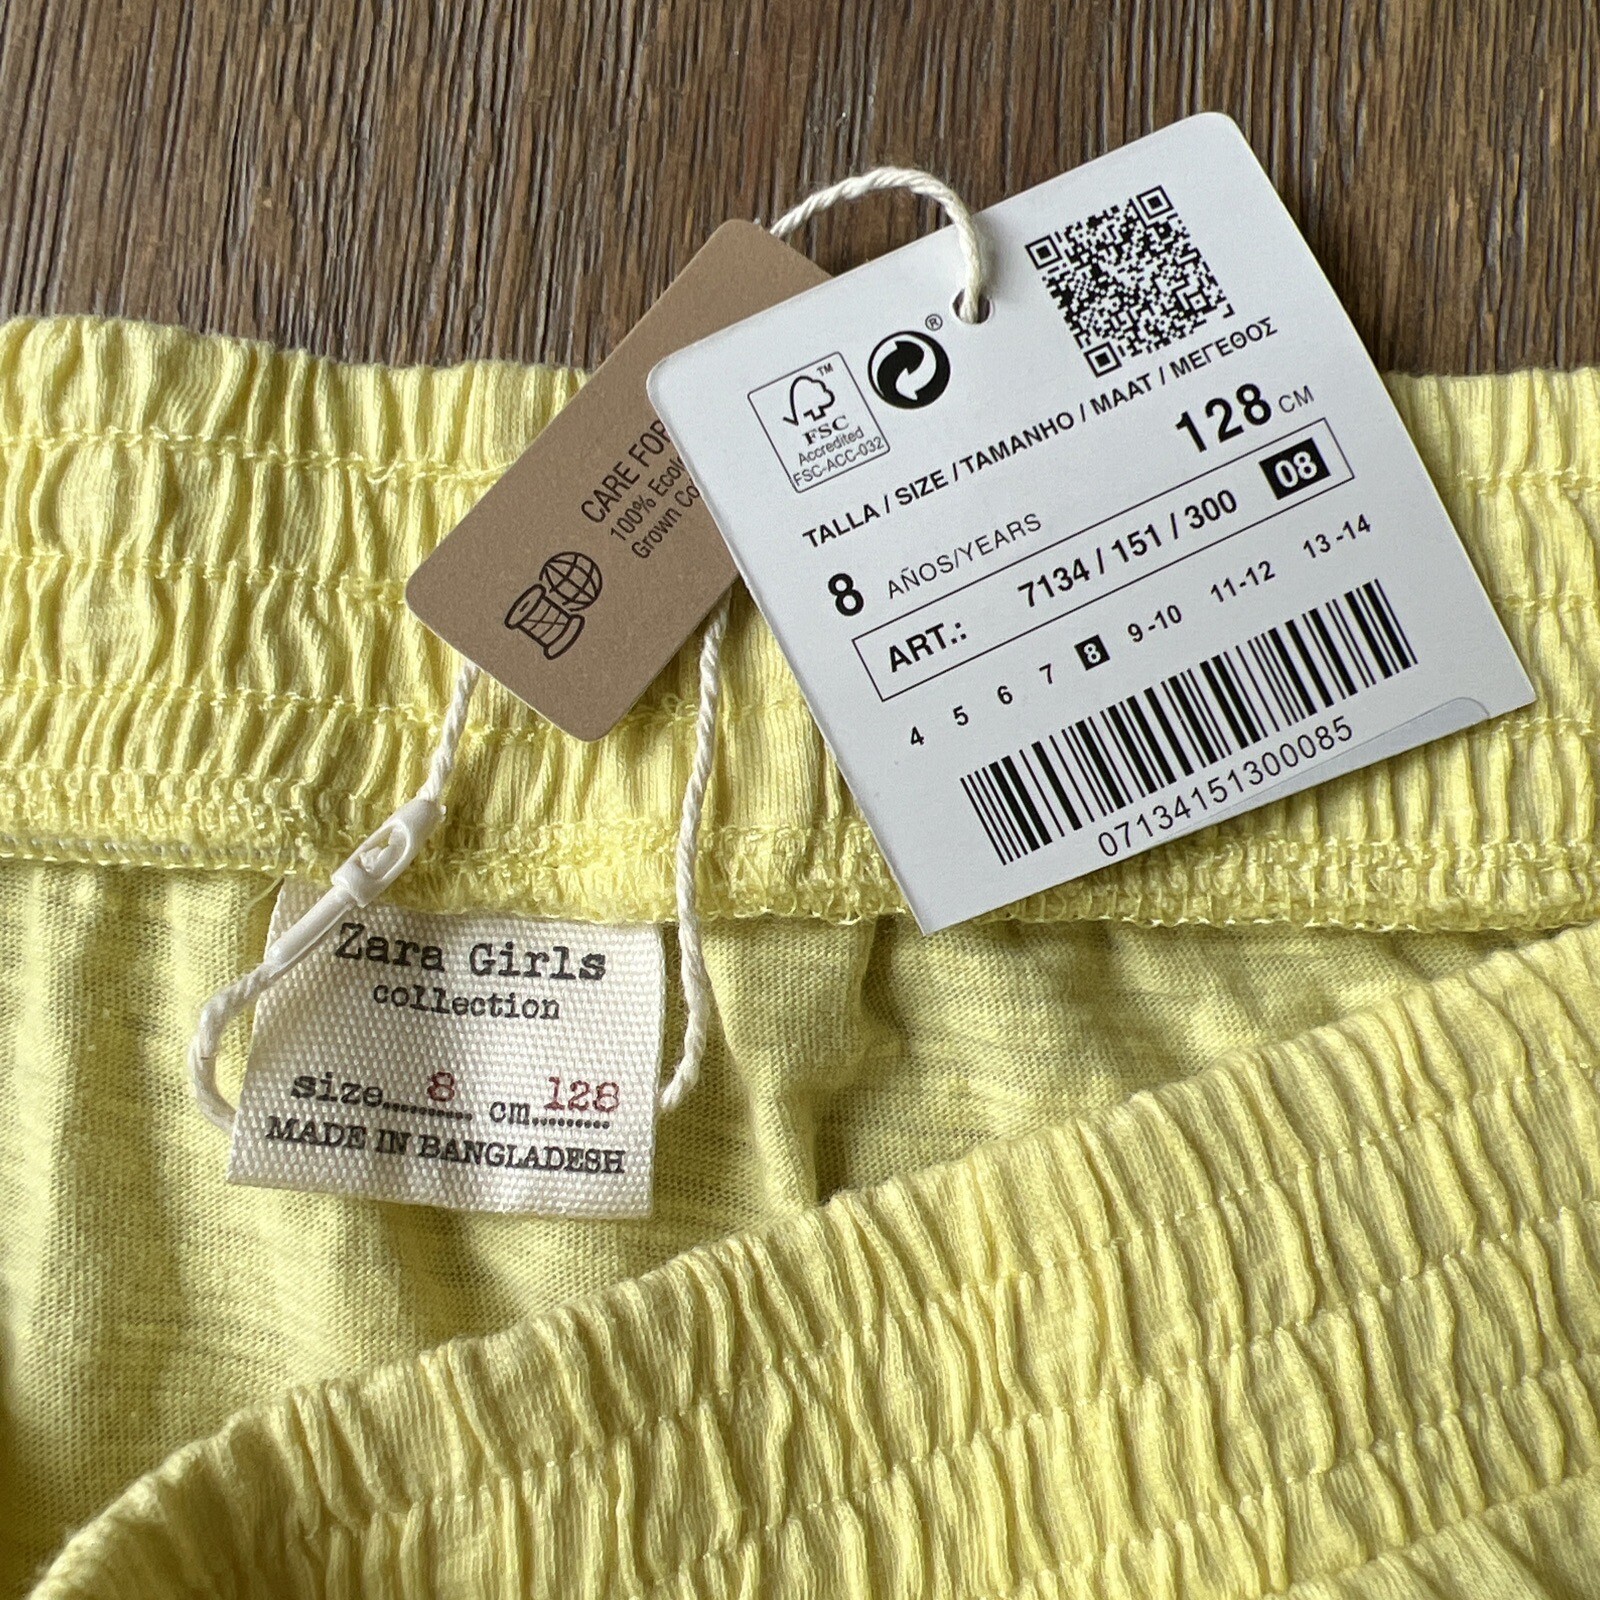 CARE FOR
100%
Grown
®
TM
FSC
Accredited
FSC-ACC-032
TALLA / SIZE / TAMANHO / MAAT / ΜΕΓΕΘΟΣ
8 AÑOS/YEARS 128 CM
ART.: 7134 / 151 / 300 08
4 5 6 7 8 9-10 11-12 13-14
07134151300085
Zara Girls
collection
size........8........ cm........128
MADE IN BANGLADESH